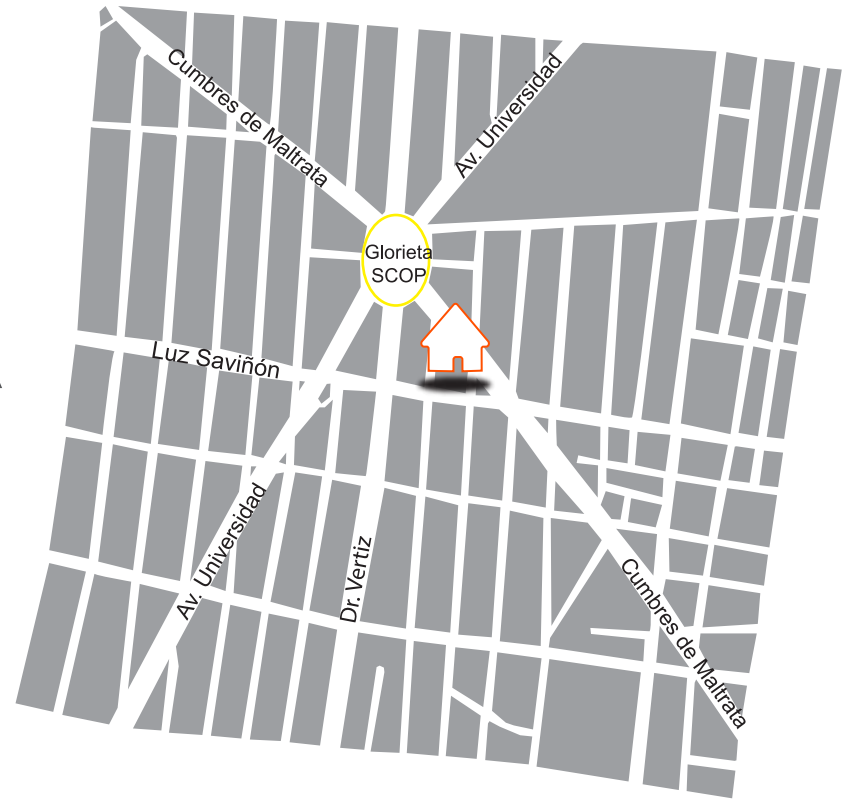 Cumbres de Maltrata
Av. Universidad
Glorieta
SCOP
Luz Saviñón
Av. Universidad
Dr. Vertiz
Cumbres de Maltrata